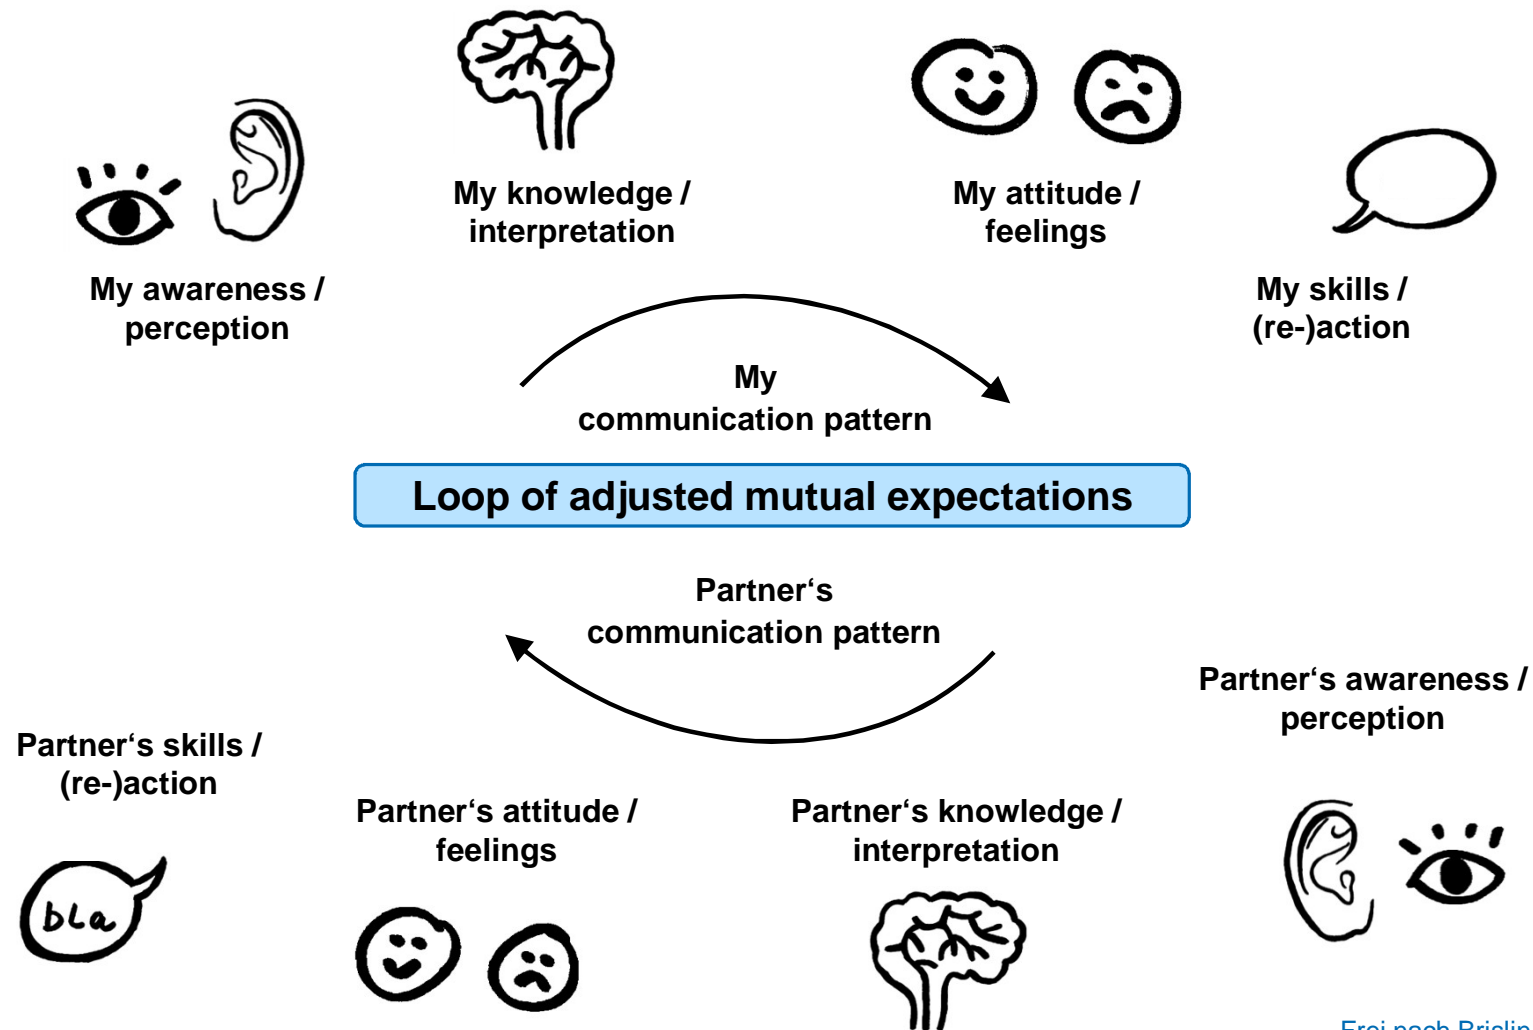 My knowledge /
interpretation
My attitude /
feelings
My awareness /
perception
My skills /
(re-)action
My
communication pattern
Loop of adjusted mutual expectations
Partner‘s
communication pattern
Partner‘s awareness /
perception
Partner‘s skills /
(re-)action
Partner‘s attitude /
feelings
Partner‘s knowledge /
interpretation
bLa
Frei nach